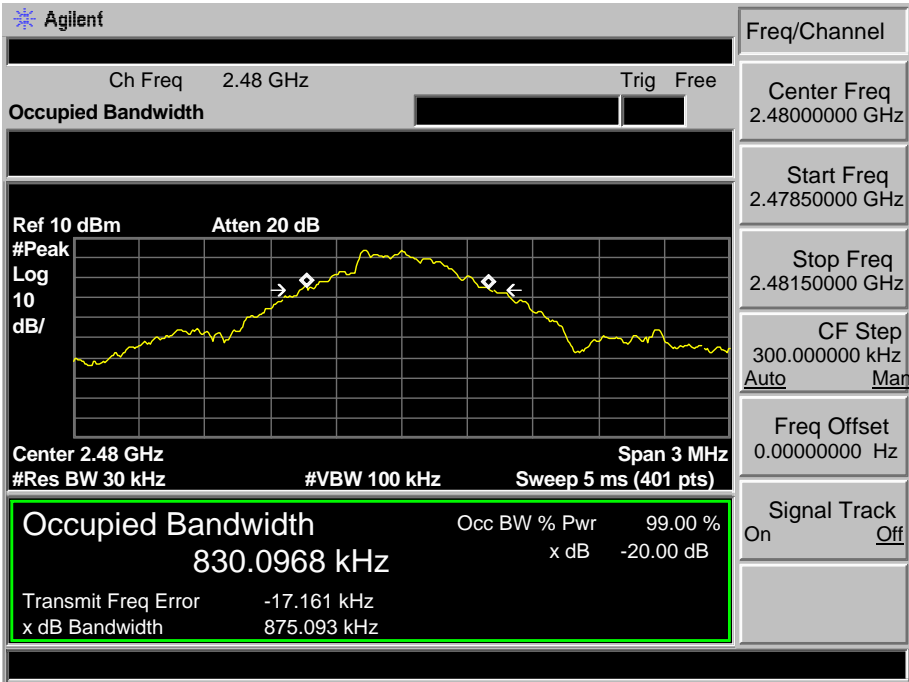 Agilent
Freq/Channel
Ch Freq 2.48 GHz Trig Free
Occupied Bandwidth
Center Freq
2.48000000 GHz
Start Freq
2.47850000 GHz
Stop Freq
2.48150000 GHz
CF Step
300.000000 kHz
Auto Man
Freq Offset
0.00000000 Hz
Signal Track
On Off
Ref 10 dBm Atten 20 dB
#Peak
Log
10
dB/
Center 2.48 GHz Span 3 MHz
#Res BW 30 kHz #VBW 100 kHz Sweep 5 ms (401 pts)
Occupied Bandwidth
830.0968 kHz
Occ BW % Pwr 99.00 %
x dB -20.00 dB
Transmit Freq Error -17.161 kHz
x dB Bandwidth 875.093 kHz